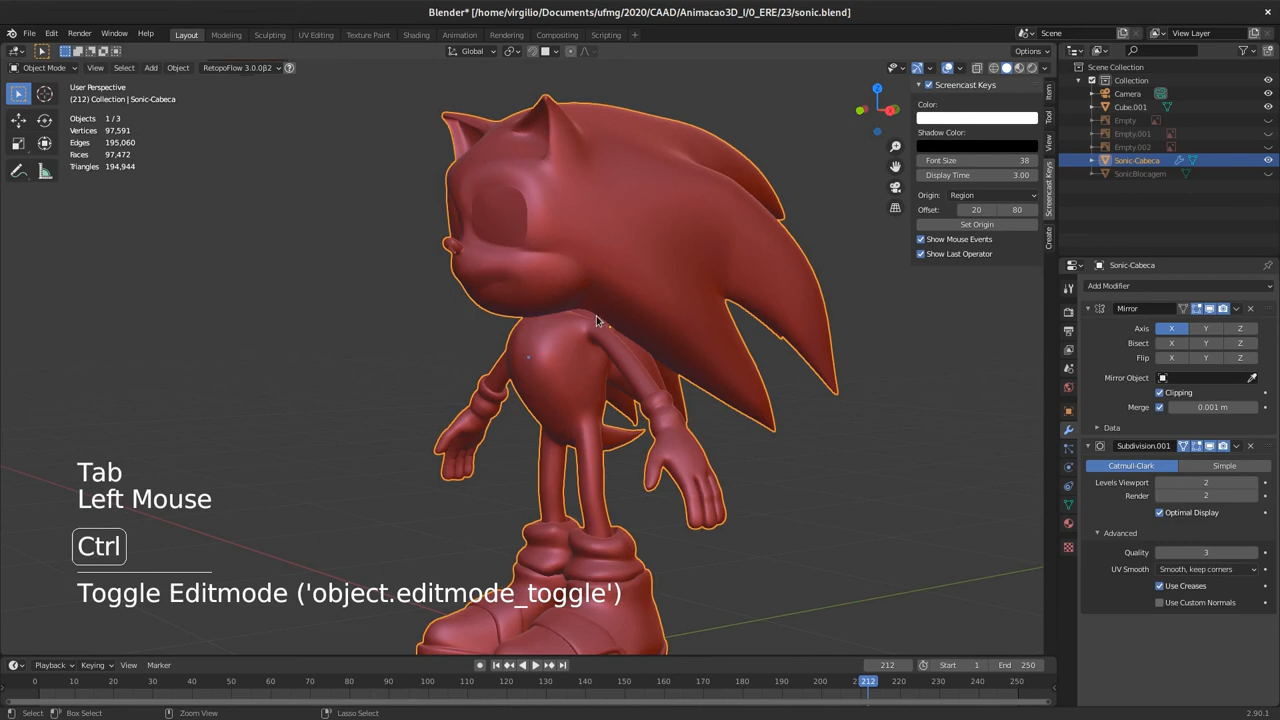 Blender* [/home/virgilio/Documents/ufmg/2020/CAAD/Animacao3D_I/0_ERE/23/sonic.blend]
File Edit Render Window Help Layout Modeling Sculpting UV Editing Texture Paint Shading Animation Rendering Compositing Scripting + Scene View Layer
Global Options
Object Mode View Select Add Object RetopoFlow 3.0.0β2
User Perspective
(212) Collection | Sonic-Cabeca
Objects 1 / 3
Vertices 97,591
Edges 195,060
Faces 97,472
Triangles 194,944
Z
Screencast Keys
Color:
Shadow Color:
Font Size 38
Display Time 3.00
Origin: Region
Offset: 20 80
Set Origin
Show Mouse Events
Show Last Operator
Item
Tool
View
Screencast Keys
Create
Scene Collection
Collection
Camera
Cube.001
Empty
Empty.001
Empty.002
Sonic-Cabeca
SonicBlocagem
Sonic-Cabeca
Add Modifier
Mirror
Axis X Y Z
Bisect X Y Z
Flip X Y Z
Mirror Object
Clipping
Merge 0.001 m
Data
Subdivision.001
Catmull-Clark Simple
Levels Viewport 2
Render 2
Optimal Display
Advanced
Quality 3
UV Smooth Smooth, keep corners
Use Creases
Use Custom Normals
Tab
Left Mouse
Ctrl
Toggle Editmode ('object.editmode_toggle')
Playback Keying View Marker 212 Start 1 End 250
0 10 20 30 40 50 60 70 80 90 100 110 120 130 140 150 160 170 180 190 200 212 220 230 240 250
Select Box Select Zoom View Lasso Select 2.90.1